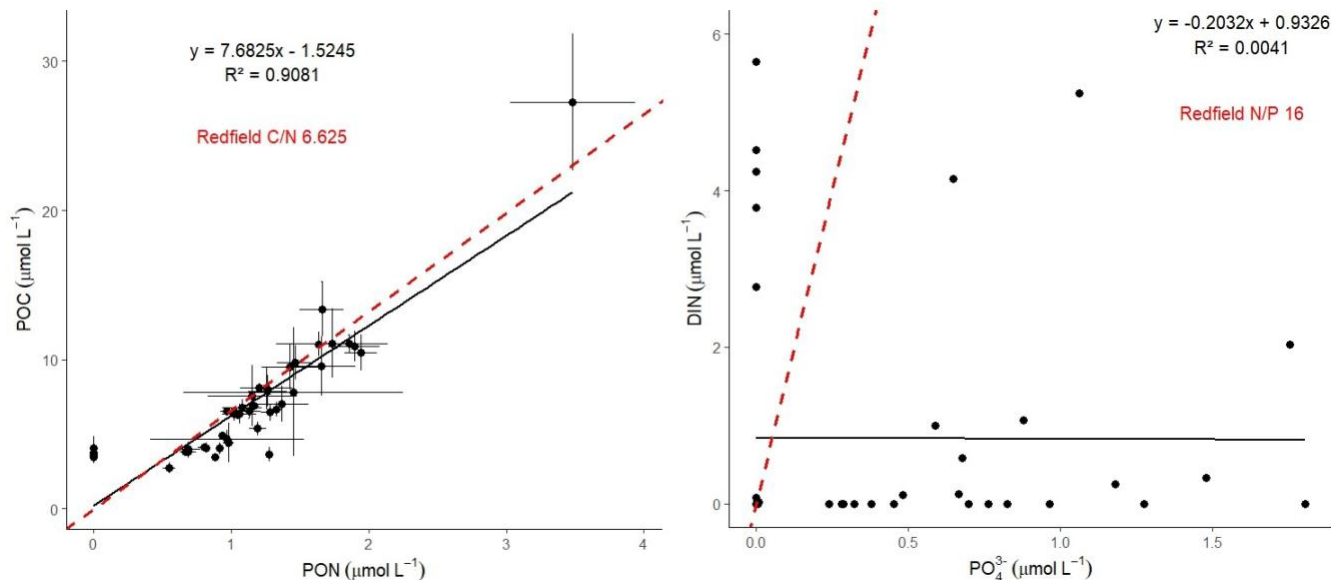 y = 7.6825x - 1.5245
R² = 0.9081
Redfield C/N 6.625
30
20
10
0
POC (μmol L⁻¹)
0 1 2 3 4
PON (μmol L⁻¹)
y = -0.2032x + 0.9326
R² = 0.0041
Redfield N/P 16
6
4
2
0
DIN (μmol L⁻¹)
0.0 0.5 1.0 1.5
PO₄³⁻ (μmol L⁻¹)